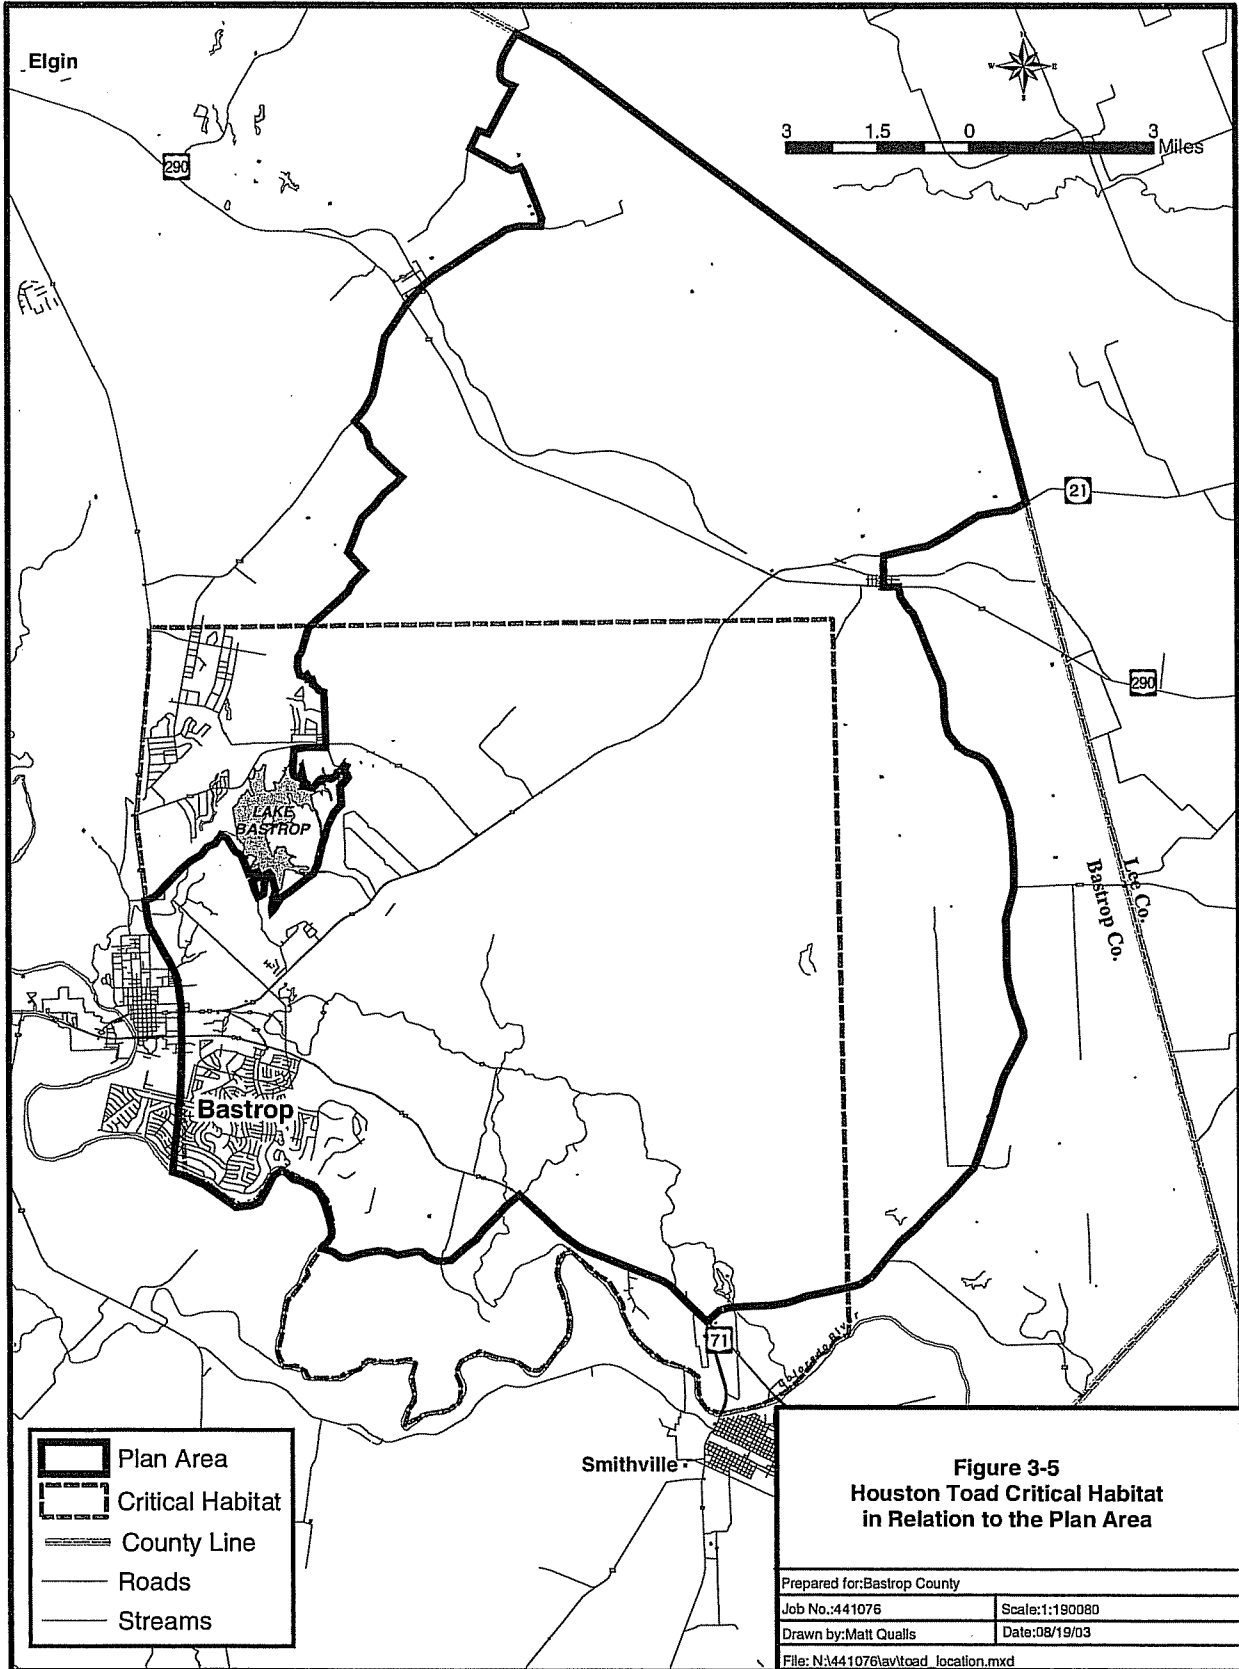 Elgin
N
W
E
S
3 1.5 0 3
Miles
290
21
290
LAKE
BASTROP
Lee Co.
Bastrop Co.
Bastrop
71
Colorado River
Smithville
Plan Area
Critical Habitat
County Line
Roads
Streams
Figure 3-5
Houston Toad Critical Habitat
in Relation to the Plan Area
Prepared for:Bastrop County
Job No.:441076
Scale:1:190080
Drawn by:Matt Qualls
Date:08/19/03
File: N:\441076\av\toad_location.mxd